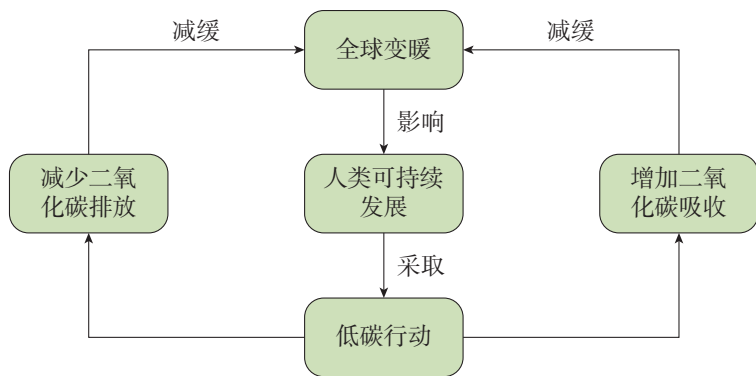 减缓
全球变暖
减缓
影响
减少二氧
化碳排放
人类可持续
发展
增加二氧
化碳吸收
采取
低碳行动